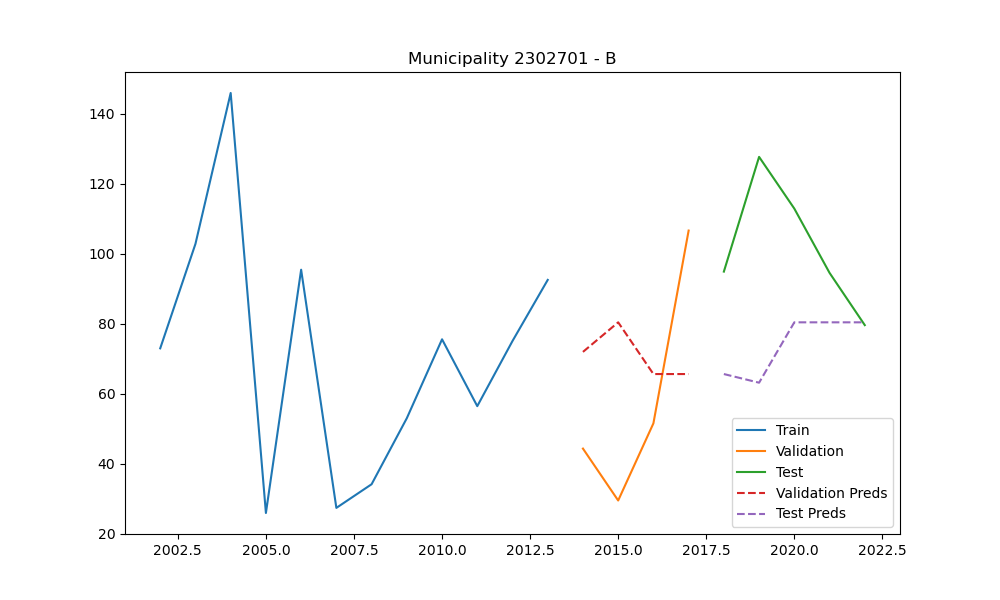 Municipality 2302701 - B
140
120
100
80
60
40
20
2002.5 2005.0 2007.5 2010.0 2012.5 2015.0 2017.5 2020.0 2022.5
Train
Validation
Test
Validation Preds
Test Preds